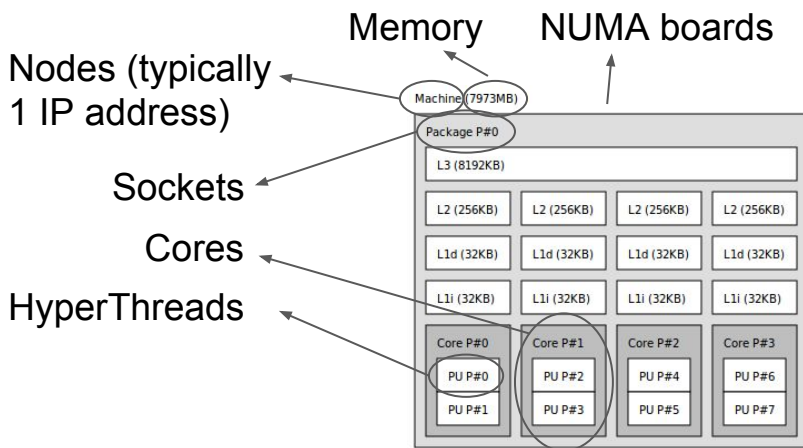 Memory
NUMA boards
Nodes (typically
1 IP address)
Machine (7973MB)
Package P#0
L3 (8192KB)
Sockets
L2 (256KB) L2 (256KB) L2 (256KB) L2 (256KB)
Cores
L1d (32KB) L1d (32KB) L1d (32KB) L1d (32KB)
HyperThreads
L1i (32KB) L1i (32KB) L1i (32KB) L1i (32KB)
Core P#0 Core P#1 Core P#2 Core P#3
PU P#0 PU P#2 PU P#4 PU P#6
PU P#1 PU P#3 PU P#5 PU P#7